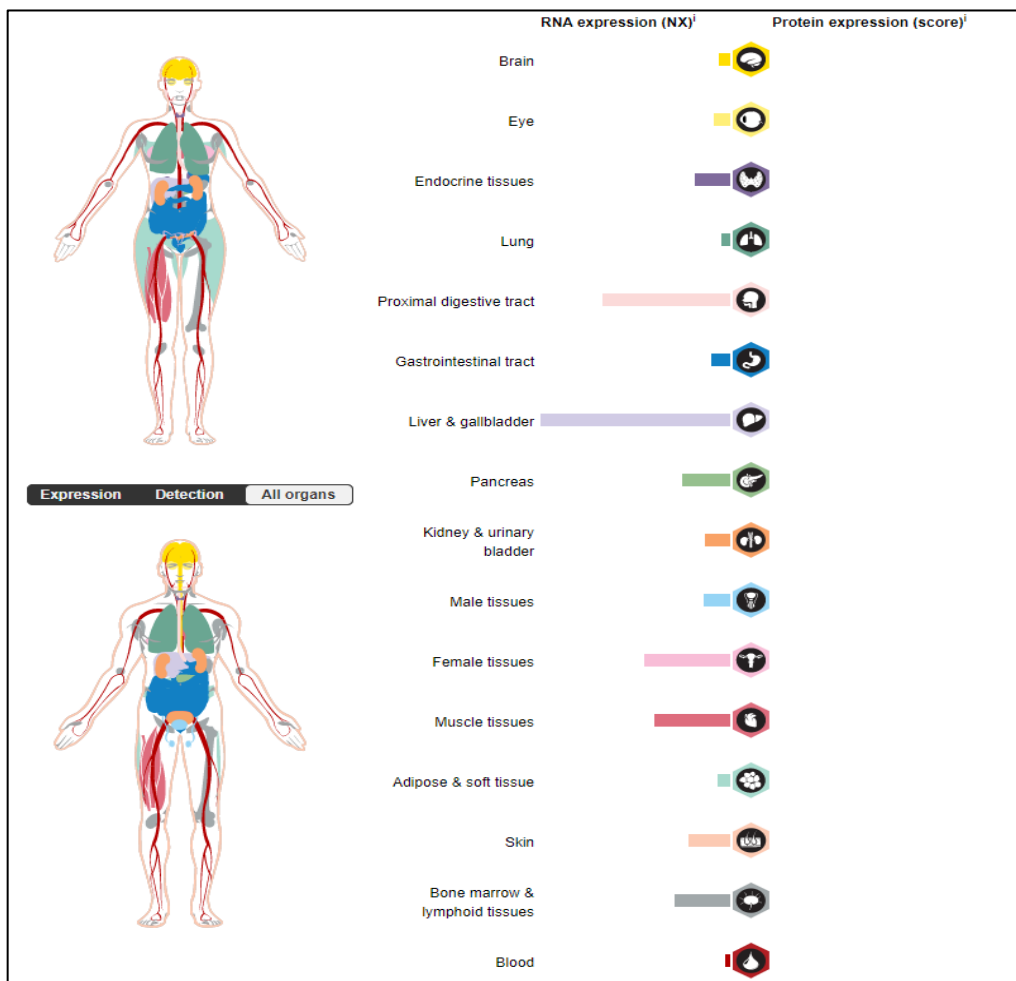 RNA expression (NX)i Protein expression (score)i
Brain
Eye
Endocrine tissues
Lung
Proximal digestive tract
Gastrointestinal tract
Liver & gallbladder
Pancreas
Expression Detection All organs
Kidney & urinary
bladder
Male tissues
Female tissues
Muscle tissues
Adipose & soft tissue
Skin
Bone marrow &
lymphoid tissues
Blood